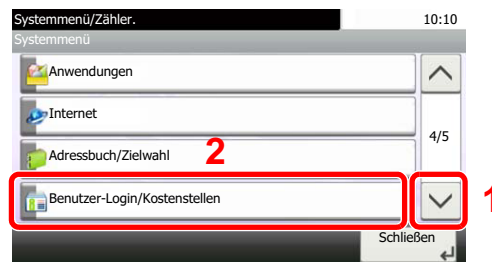 Systemmenü/Zähler. 10:10
Systemmenü
Anwendungen
Internet
4/5
Adressbuch/Zielwahl 2
Benutzer-Login/Kostenstellen
1
Schließen